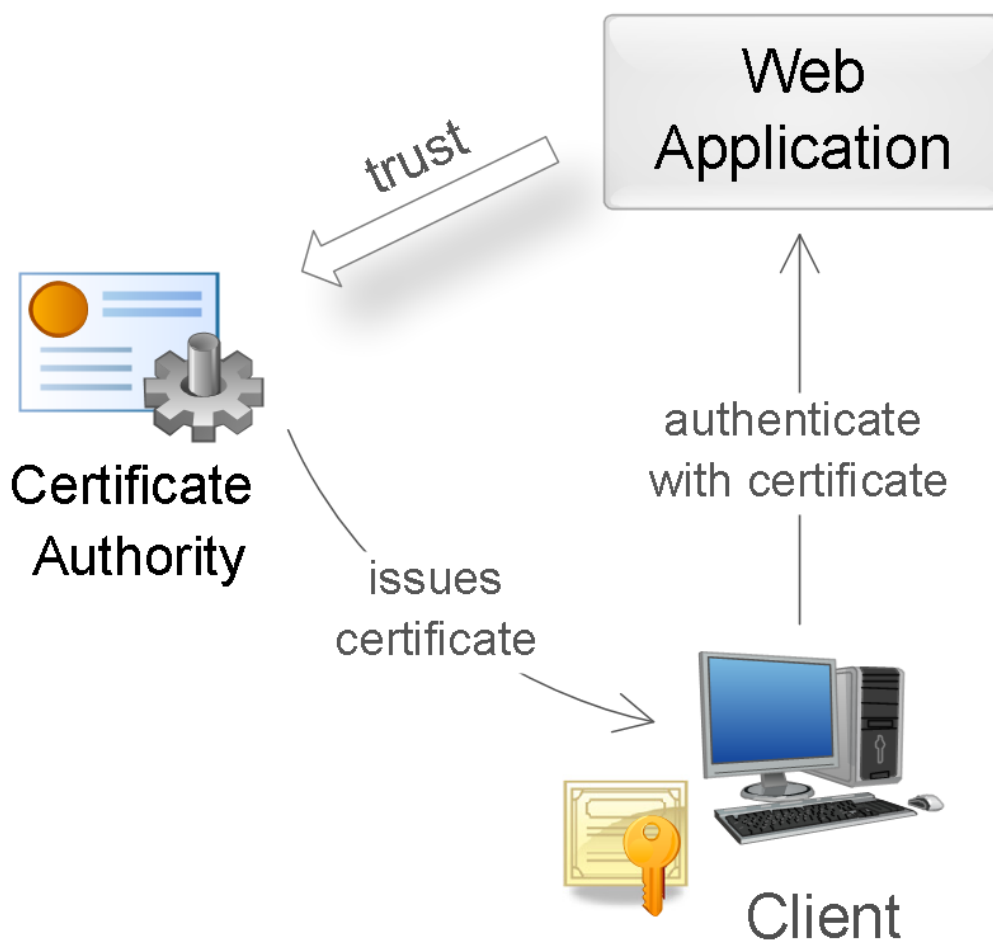 Web
Application
trust
Certificate
Authority
authenticate
with certificate
issues
certificate
Client